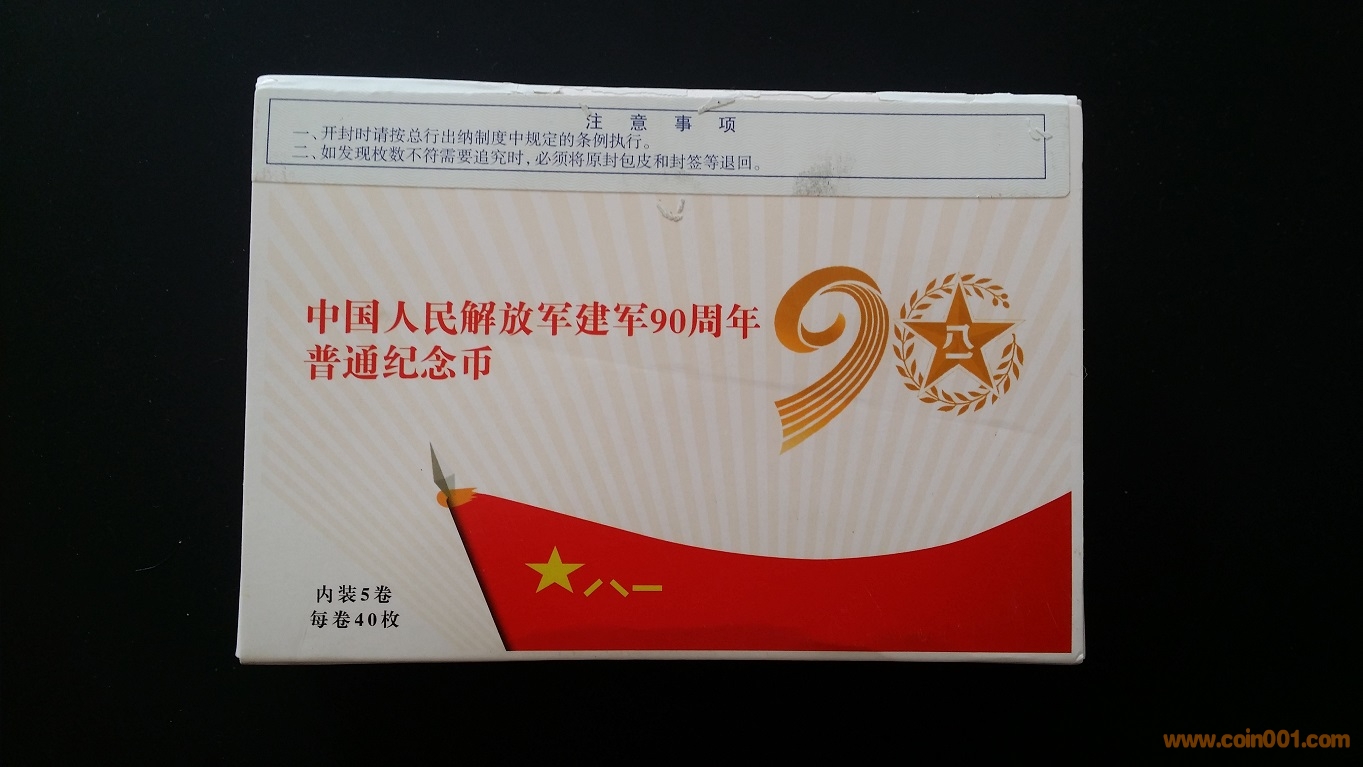 注意事项
一、开封时请按总行出纳制度中规定的条例执行。
二、如发现枚数不符需要追究时,必须将原封包皮和封签等退回。
中国人民解放军建军90周年
普通纪念币
90
八一
八一
内装5卷
每卷40枚
www.coin001.com